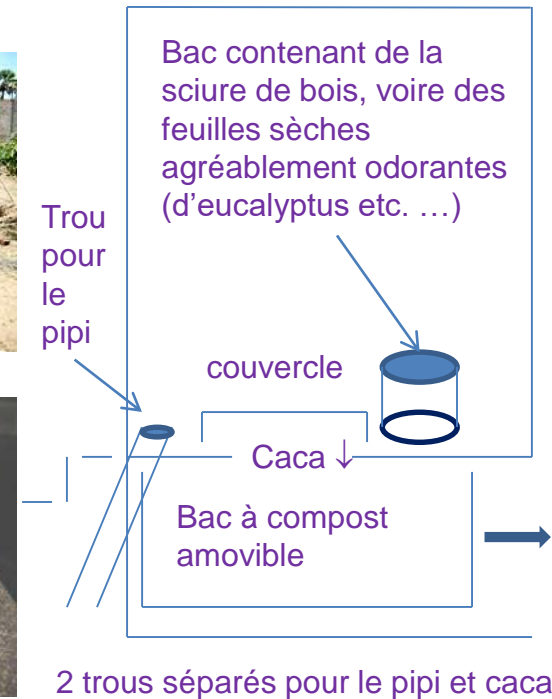 Bac contenant de la
sciure de bois, voire des
feuilles sèches
agréablement odorantes
(d'eucalyptus etc. …)
Trou
pour
le
pipi
couvercle
Caca ↓
Bac à compost
amovible
2 trous séparés pour le pipi et caca